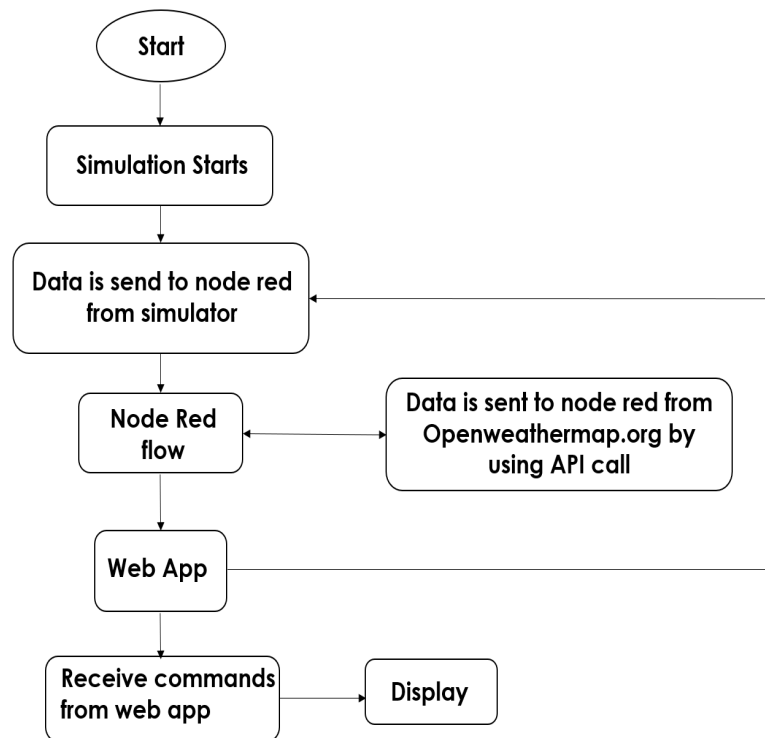 Start
Simulation Starts
Data is send to node red
from simulator
Node Red
flow
Data is sent to node red from
Openweathermap.org by
using API call
Web App
Receive commands
from web app
Display